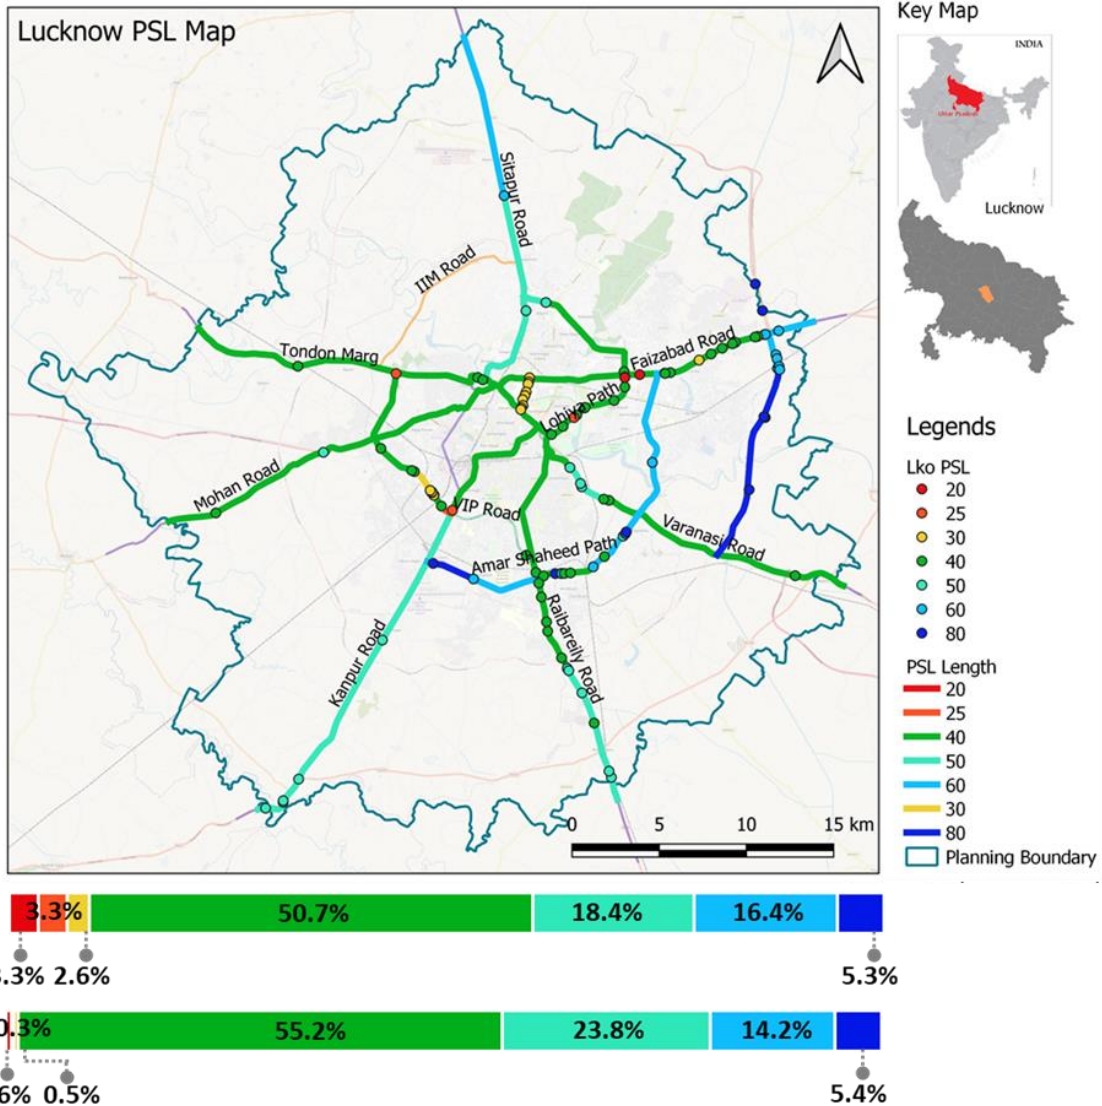 Lucknow PSL Map
Key Map
INDIA
Uttar Pradesh
Lucknow
Sitapur Road
IIM Road
Tondon Marg
Faizabad Road
Lohiya Path
Mohan Road
VIP Road
Varanasi Road
Amar Shaheed Path
Raibareily Road
Kanpur Road
0 5 10 15 km
Legends
Lko PSL
20
25
30
40
50
60
80
PSL Length
20
25
40
50
60
30
80
Planning Boundary
3.3% 50.7% 18.4% 16.4%
.3% 2.6% 5.3%
0.3% 55.2% 23.8% 14.2%
6% 0.5% 5.4%